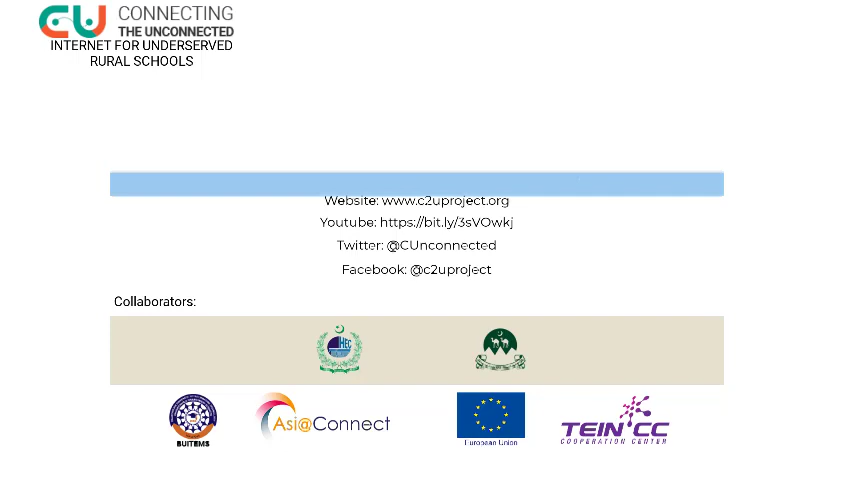 CONNECTING
THE UNCONNECTED
INTERNET FOR UNDERSERVED
RURAL SCHOOLS
Website: www.c2uproject.org
Youtube: https://bit.ly/3sVOwkj
Twitter: @CUnconnected
Facebook: @c2uproject
Collaborators:
HEC
BUITEMS
Asi@Connect
European Union
TEIN*CC
COOPERATION CENTER